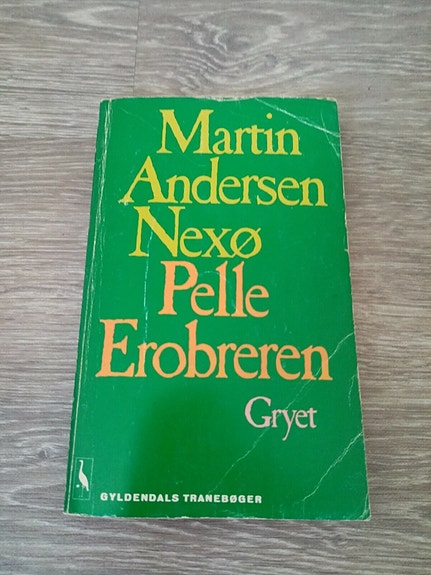 Martin
Andersen
Nexø
Pelle
Erobreren
Gryet
GYLDENDALS TRANEBØGER